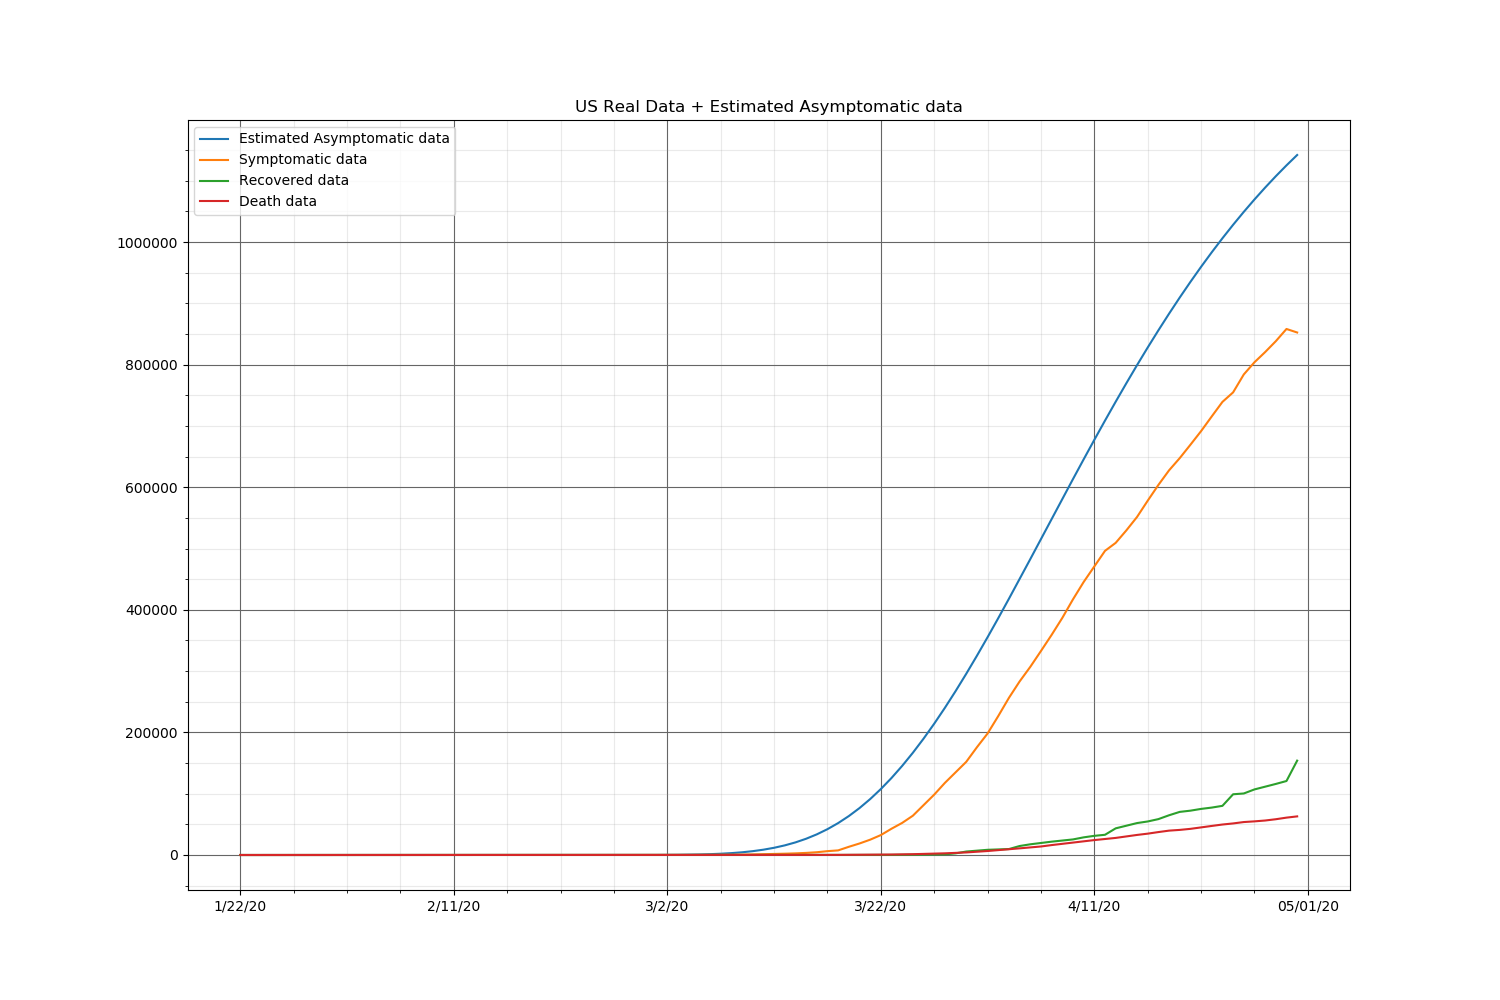 US Real Data + Estimated Asymptomatic data
Estimated Asymptomatic data
Symptomatic data
Recovered data
Death data
1000000
800000
600000
400000
200000
0
1/22/20 2/11/20 3/2/20 3/22/20 4/11/20 05/01/20